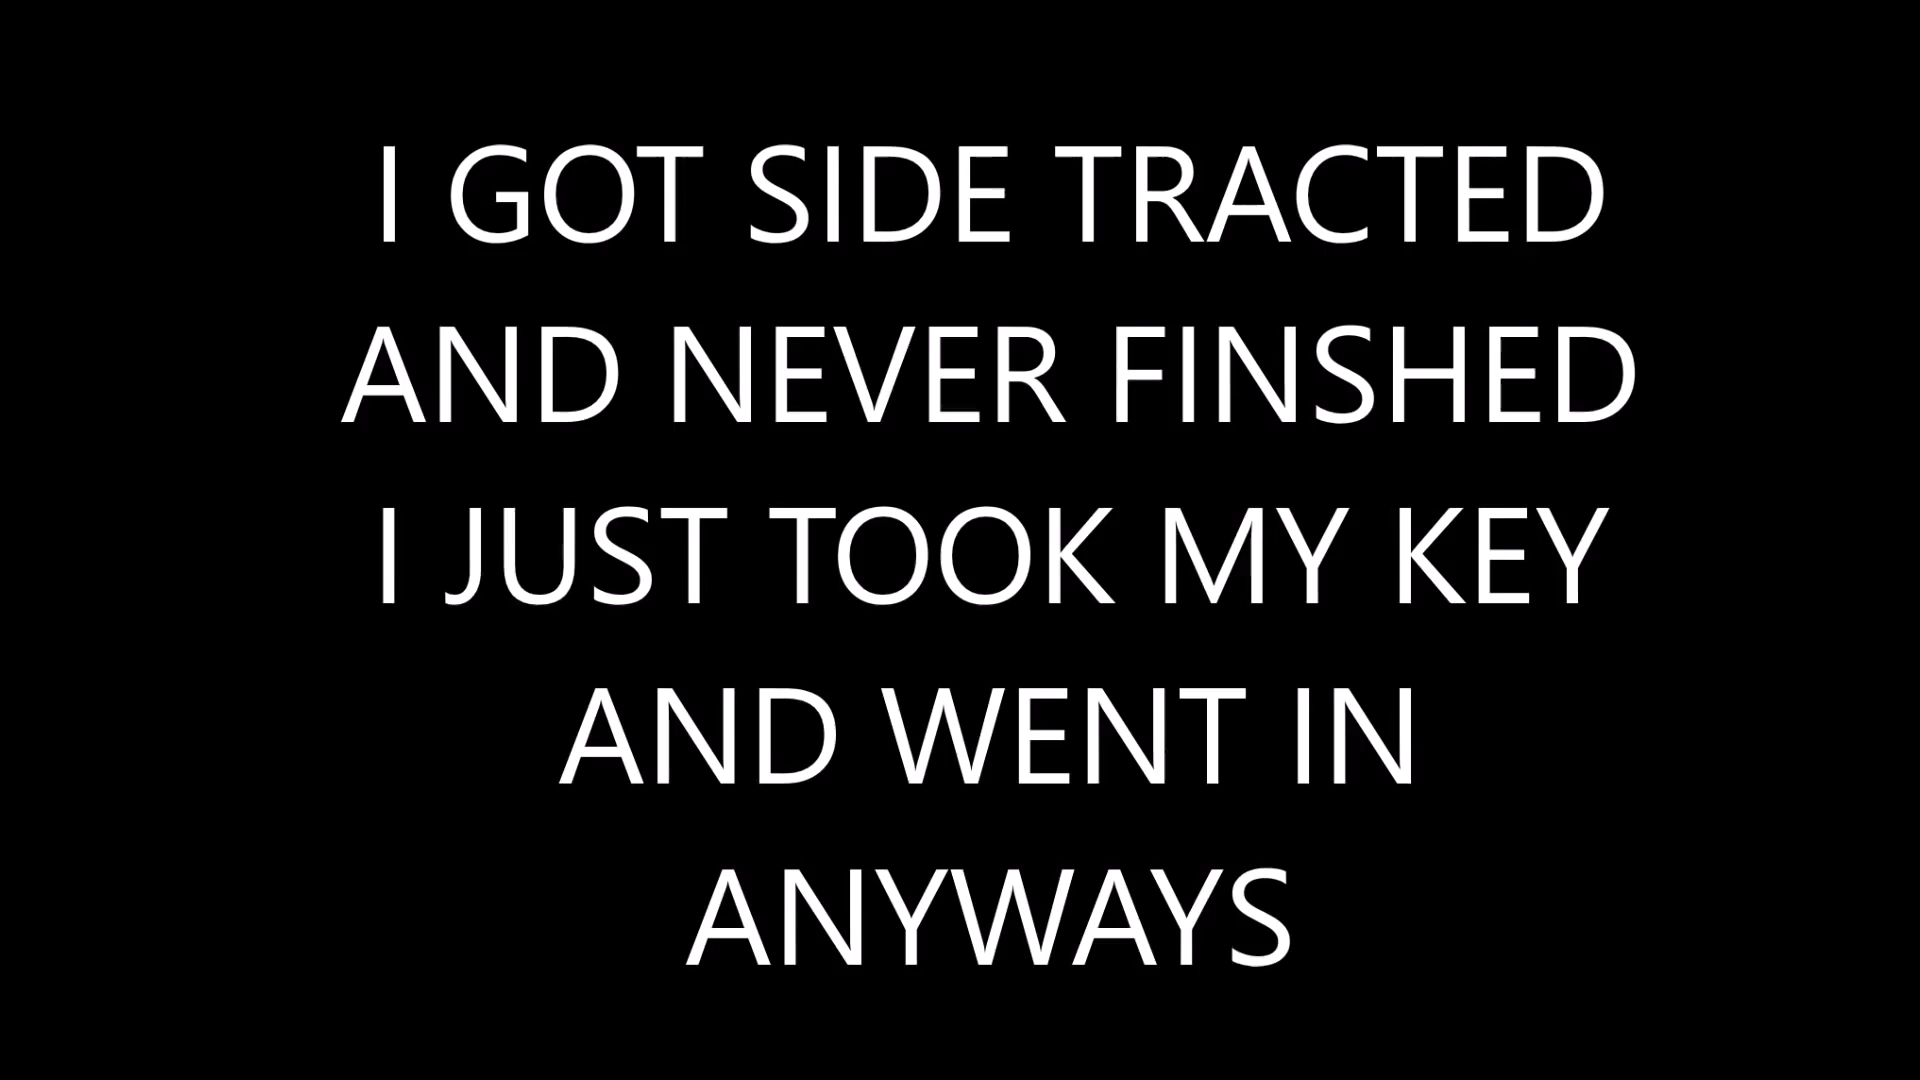 I GOT SIDE TRACTED
AND NEVER FINSHED
I JUST TOOK MY KEY
AND WENT IN
ANYWAYS